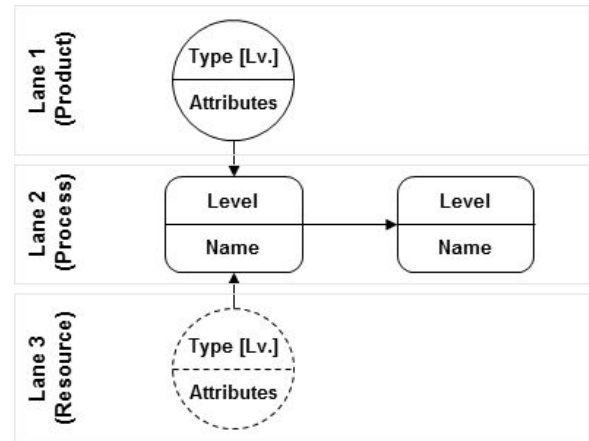 Lane 1
(Product)
Type [Lv.]
Attributes
Lane 2
(Process)
Level
Name
Level
Name
Lane 3
(Resource)
Type [Lv.]
Attributes